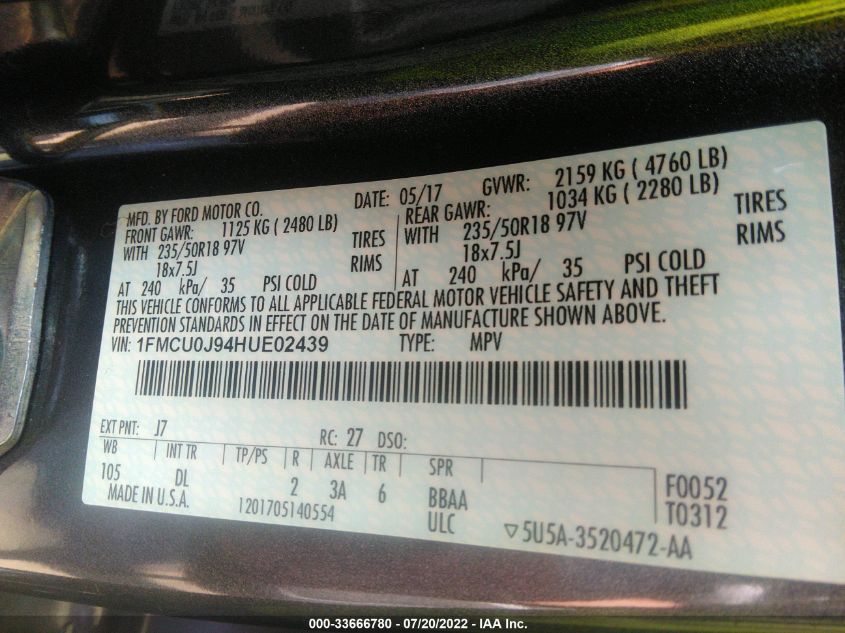 MFD. BY FORD MOTOR CO. DATE: 05/17 GVWR: 2159 KG ( 4760 LB)
FRONT GAWR: 1125 KG ( 2480 LB) REAR GAWR: 1034 KG ( 2280 LB)
WITH 235/50R18 97V TIRES WITH 235/50R18 97V TIRES
18x7.5J RIMS 18x7.5J RIMS
AT 240 kPa/ 35 PSI COLD AT 240 kPa/ 35 PSI COLD
THIS VEHICLE CONFORMS TO ALL APPLICABLE FEDERAL MOTOR VEHICLE SAFETY AND THEFT
PREVENTION STANDARDS IN EFFECT ON THE DATE OF MANUFACTURE SHOWN ABOVE.
VIN: 1FMCU0J94HUE02439 TYPE: MPV
EXT PNT: J7 RC: 27 DSO:
WB INT TR TP/PS R AXLE TR SPR
105 DL 2 3A 6 BBAA F0052
MADE IN U.S.A. 1201705140554 ULC T0312
▽5U5A-3520472-AA
000-33666780 - 07/20/2022 - IAA Inc.